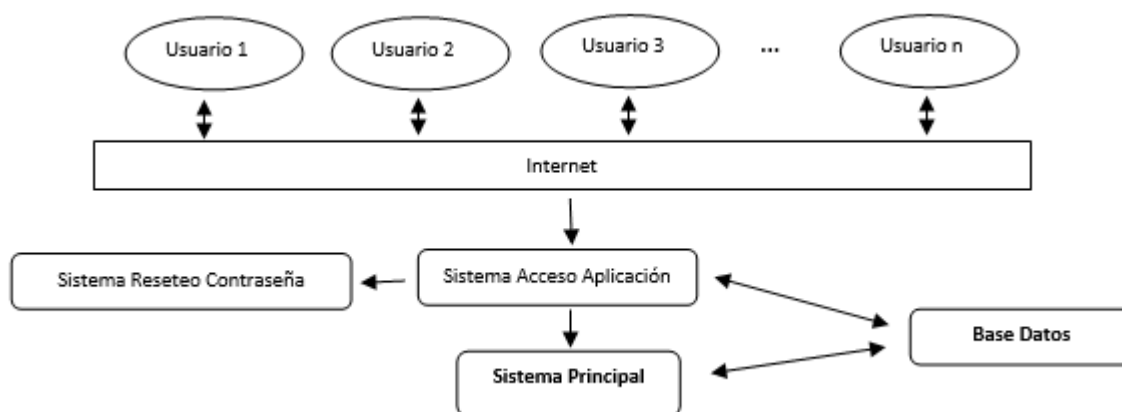 Usuario 1
Usuario 2
Usuario 3
...
Usuario n
Internet
Sistema Reseteo Contraseña
Sistema Acceso Aplicación
Base Datos
Sistema Principal